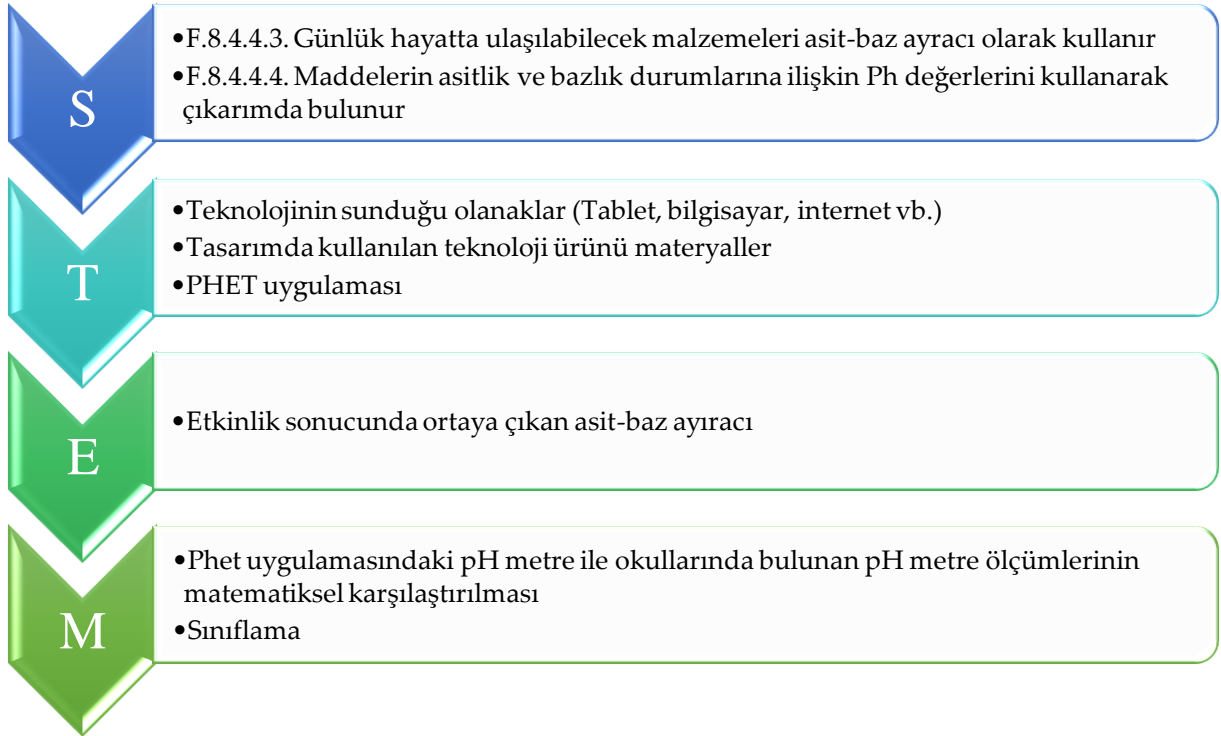 S
•F.8.4.4.3. Günlük hayatta ulaşılabilecek malzemeleri asit-baz ayracı olarak kullanır
•F.8.4.4.4. Maddelerin asitlik ve bazlık durumlarına ilişkin Ph değerlerini kullanarak
çıkarımda bulunur
T
•Teknolojinin sunduğu olanaklar (Tablet, bilgisayar, internet vb.)
•Tasarımda kullanılan teknoloji ürünü materyaller
•PHET uygulaması
E
•Etkinlik sonucunda ortaya çıkan asit-baz ayıracı
M
•Phet uygulamasındaki pH metre ile okullarında bulunan pH metre ölçümlerinin
matematiksel karşılaştırılması
•Sınıflama